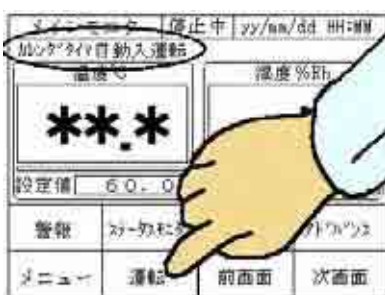 メインモニタ 停止中 yy/mm/dd HH:MM
ｶﾚﾝﾀﾞﾀｲﾏ自動入運転
温度℃ 湿度%Rh
**.*
設定値 60.0
警報 ｽﾃｰﾀｽﾓﾆﾀ
メニュー 運転 前画面 次画面